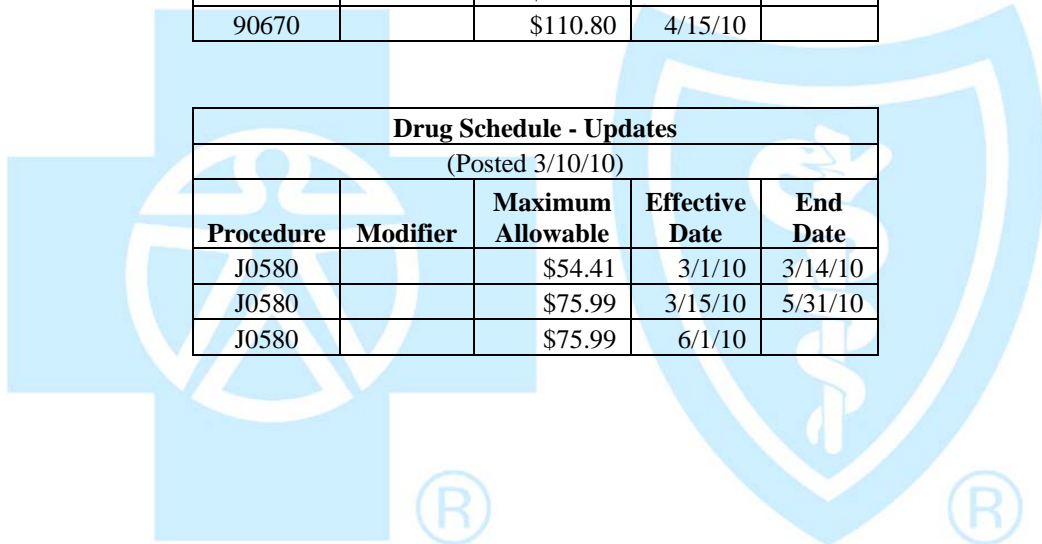 90670 $110.80 4/15/10
Drug Schedule - Updates
(Posted 3/10/10)
Procedure Modifier Maximum Allowable Effective Date End Date
J0580 $54.41 3/1/10 3/14/10
J0580 $75.99 3/15/10 5/31/10
J0580 $75.99 6/1/10
® ®